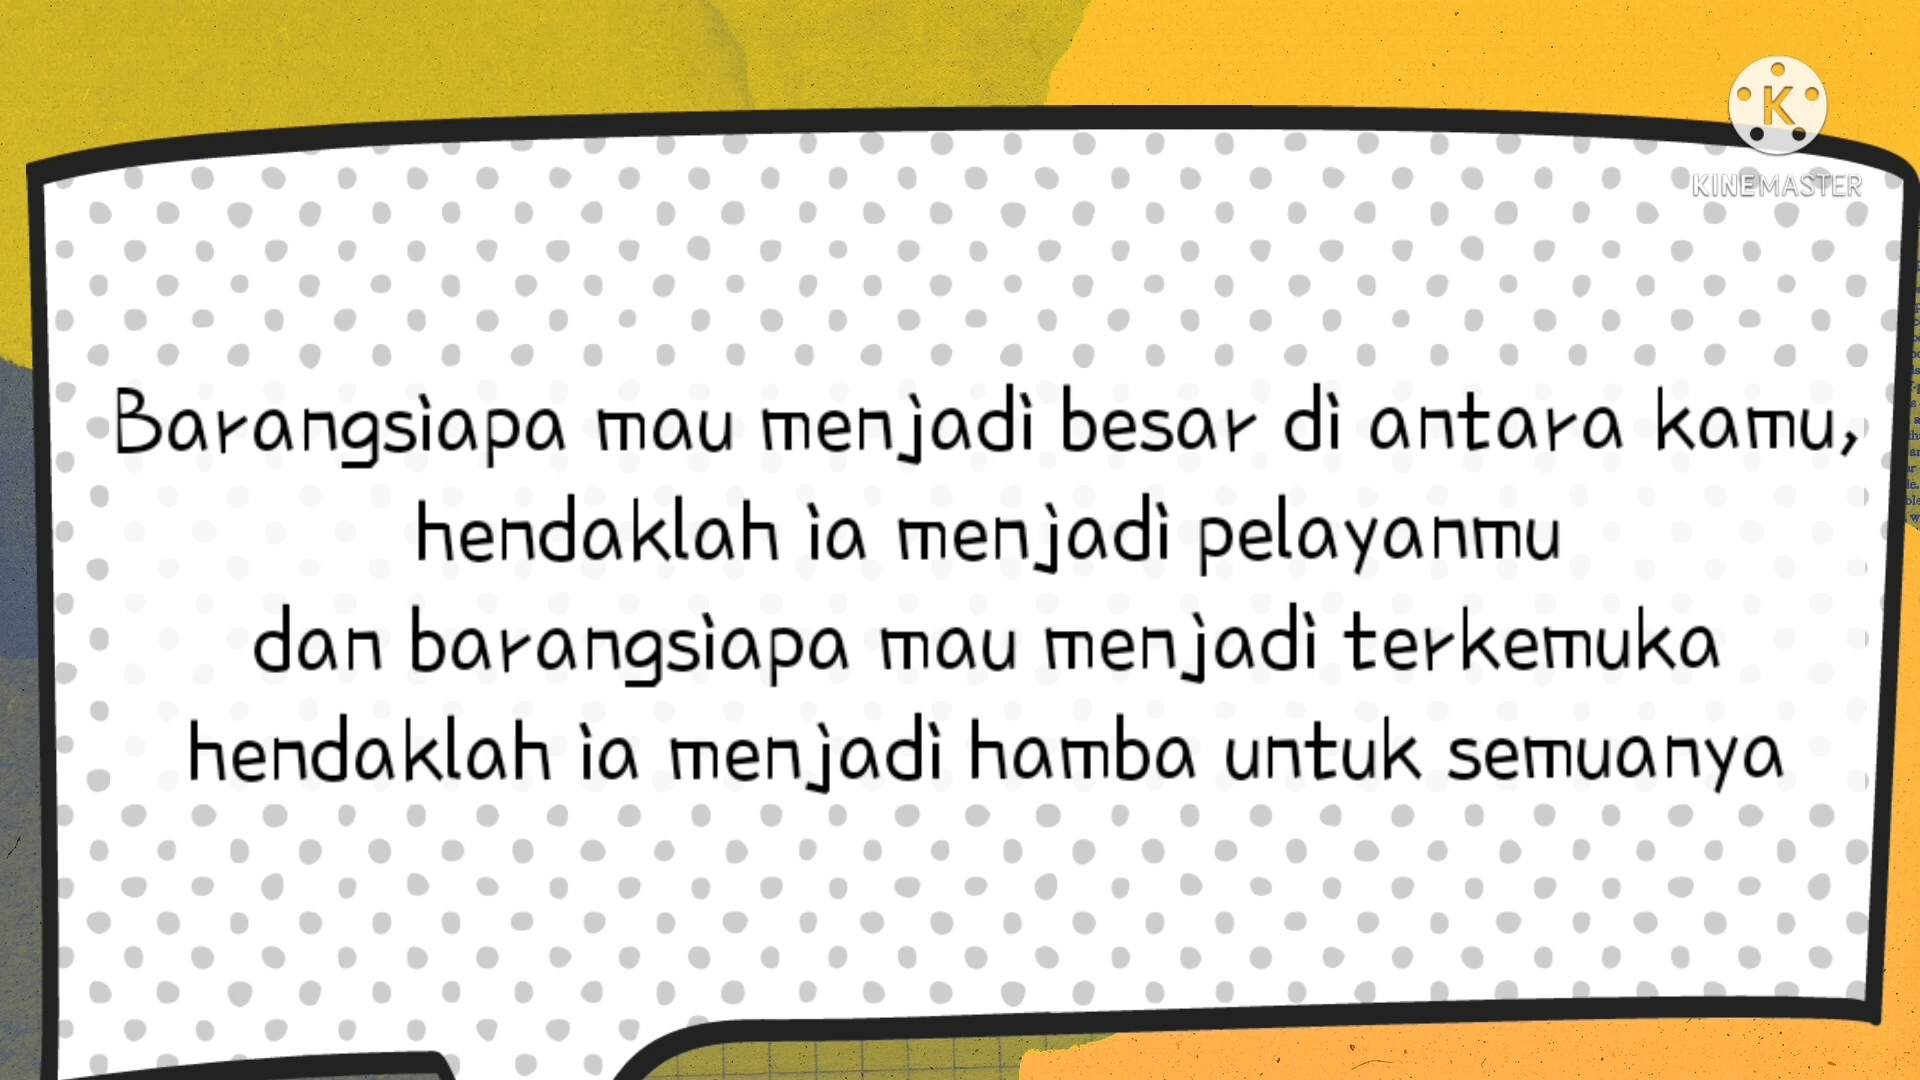 K
KINEMASTER
Barangsiapa mau menjadi besar di antara kamu,
hendaklah ia menjadi pelayanmu
dan barangsiapa mau menjadi terkemuka
hendaklah ia menjadi hamba untuk semuanya